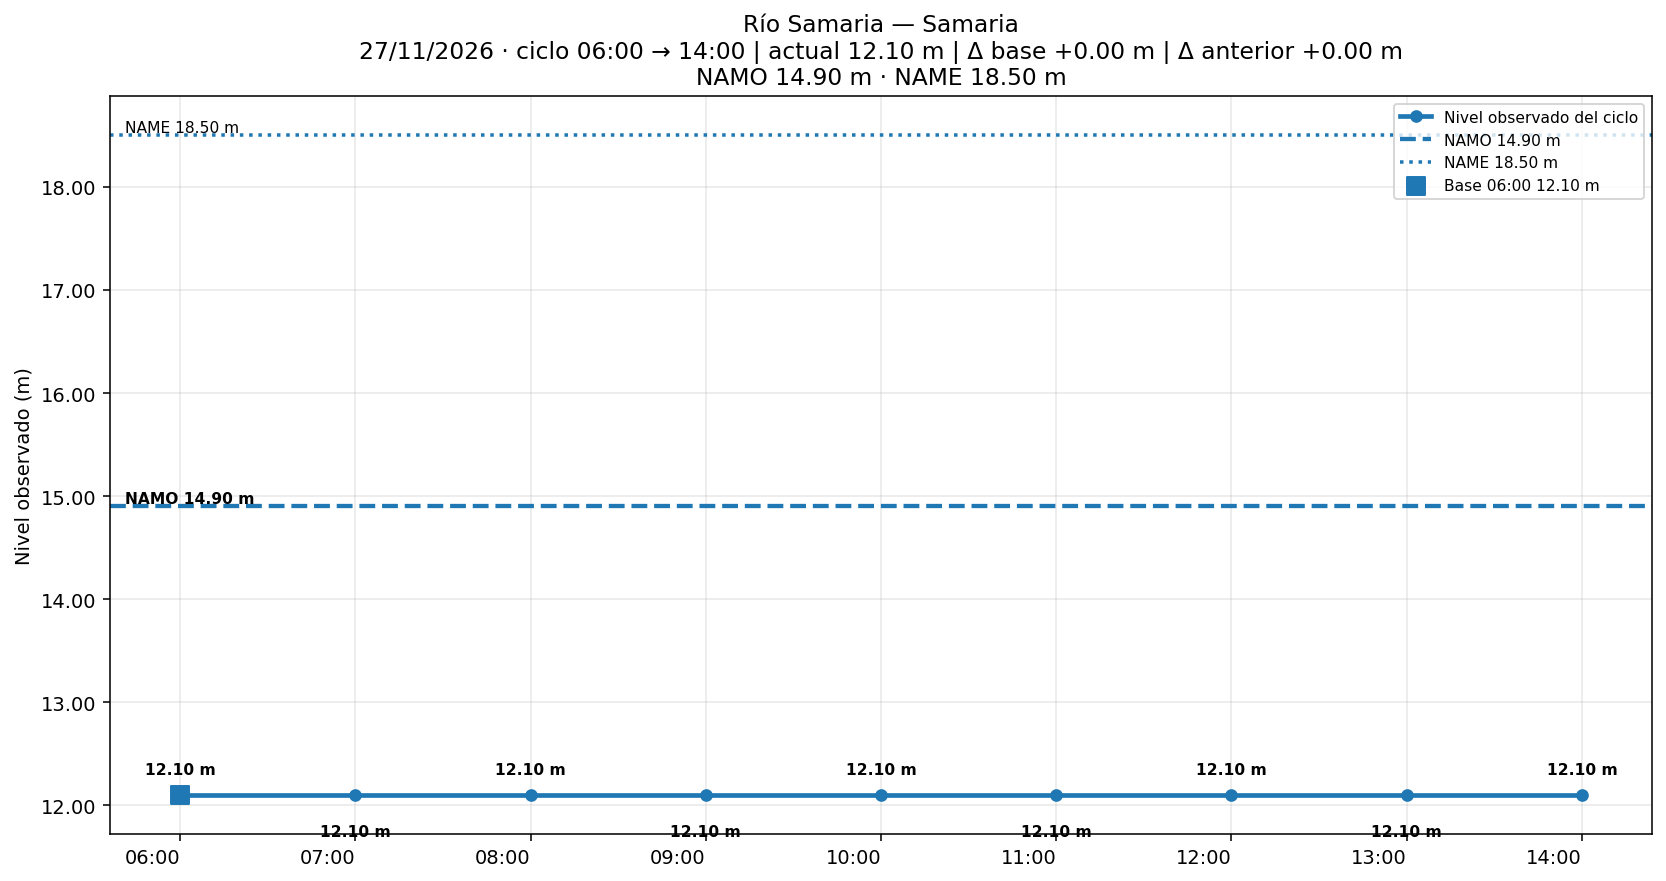 Río Samaria — Samaria
27/11/2026 · ciclo 06:00 → 14:00 | actual 12.10 m | Δ base +0.00 m | Δ anterior +0.00 m
NAMO 14.90 m · NAME 18.50 m
NAME 18.50 m
Nivel observado del ciclo
NAMO 14.90 m
NAME 18.50 m
Base 06:00 12.10 m
18.00
17.00
16.00
15.00
NAMO 14.90 m
14.00
13.00
12.00
Nivel observado (m)
12.10 m
12.10 m
12.10 m
12.10 m
12.10 m
12.10 m
12.10 m
12.10 m
12.10 m
06:00
07:00
08:00
09:00
10:00
11:00
12:00
13:00
14:00